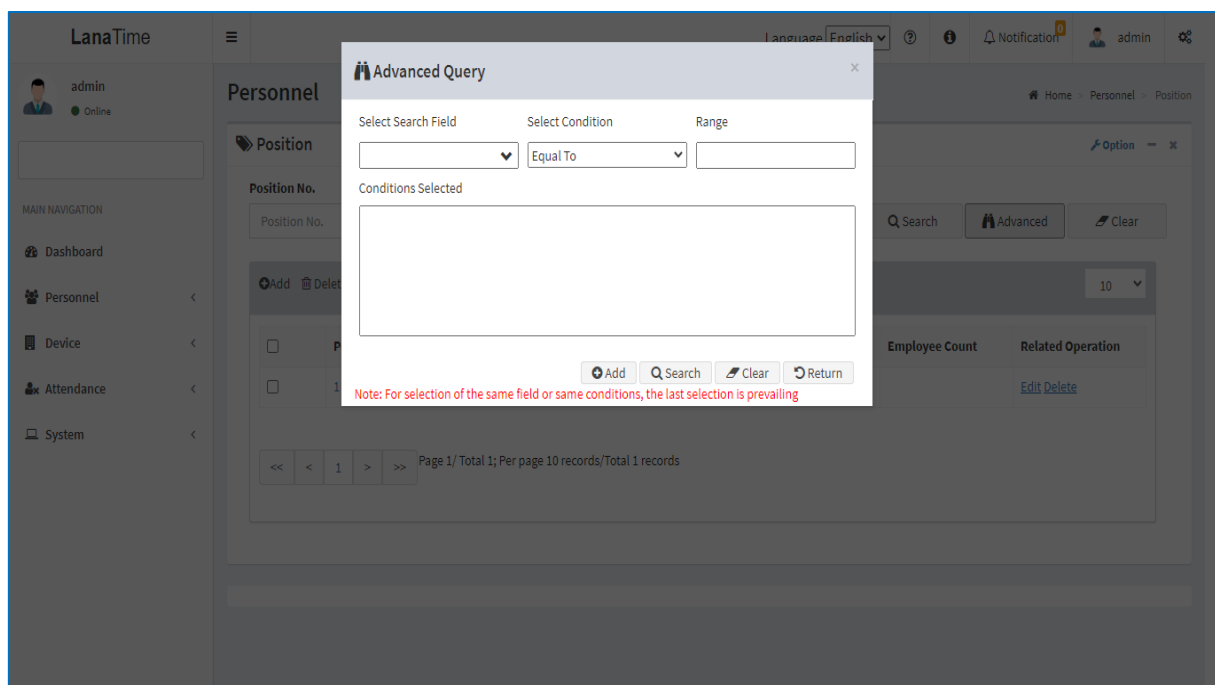 LanaTime
Language English
0
Notification
admin
admin
Online
Personnel
Home > Personnel > Position
Advanced Query
×
Select Search Field Select Condition Range
Equal To
Conditions Selected
Add Search Clear Return
Note: For selection of the same field or same conditions, the last selection is prevailing
Position
Option
Position No.
Position No.
Search Advanced Clear
MAIN NAVIGATION
Dashboard
Personnel
Device
Attendance
System
Add
10
Employee Count Related Operation
1
Edit Delete
<< < 1 > >> Page 1/ Total 1; Per page 10 records/Total 1 records